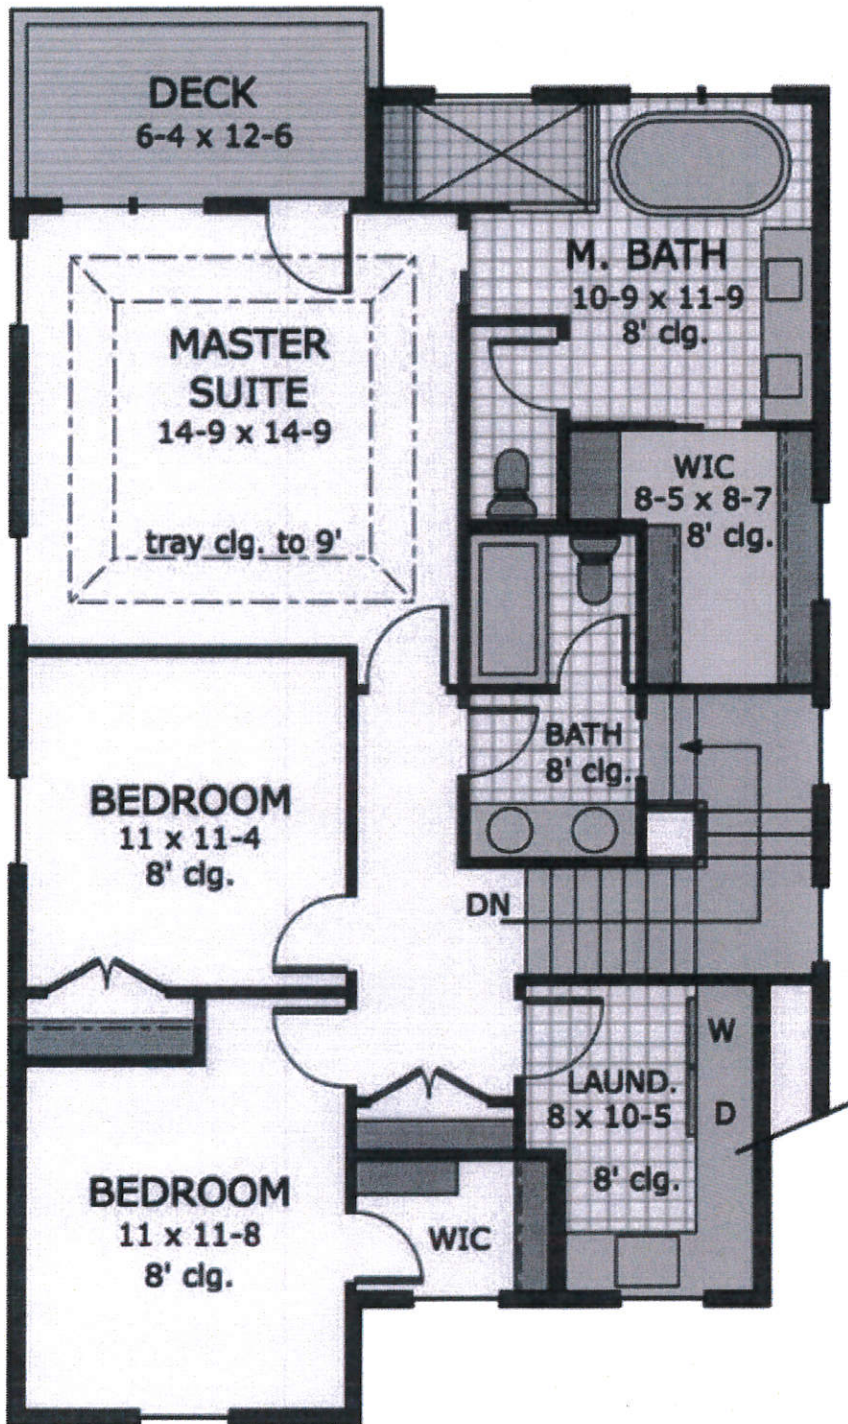 DECK
6-4 x 12-6
M. BATH
10-9 x 11-9
8' clg.
MASTER
SUITE
14-9 x 14-9
tray clg. to 9'
WIC
8-5 x 8-7
8' clg.
BATH
8' clg.
BEDROOM
11 x 11-4
8' clg.
DN
W
D
LAUND.
8 x 10-5
8' clg.
BEDROOM
11 x 11-8
8' clg.
WIC